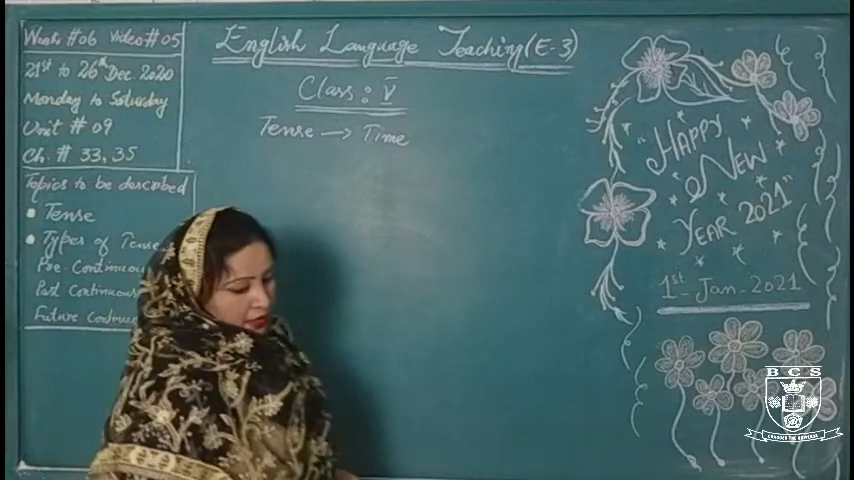 Week #06 Video #05
21st to 26th Dec 2020
Monday to Saturday
Unit # 09
Ch. # 33, 35
Topics to be described
Tense
Types of Tense
Pre-Continuous
Past Continuous
Future
English Language Teaching (E-3)
Class: V
Tense → Time
"Happy
New
Year 2021"
1st-Jan-2021
BCS